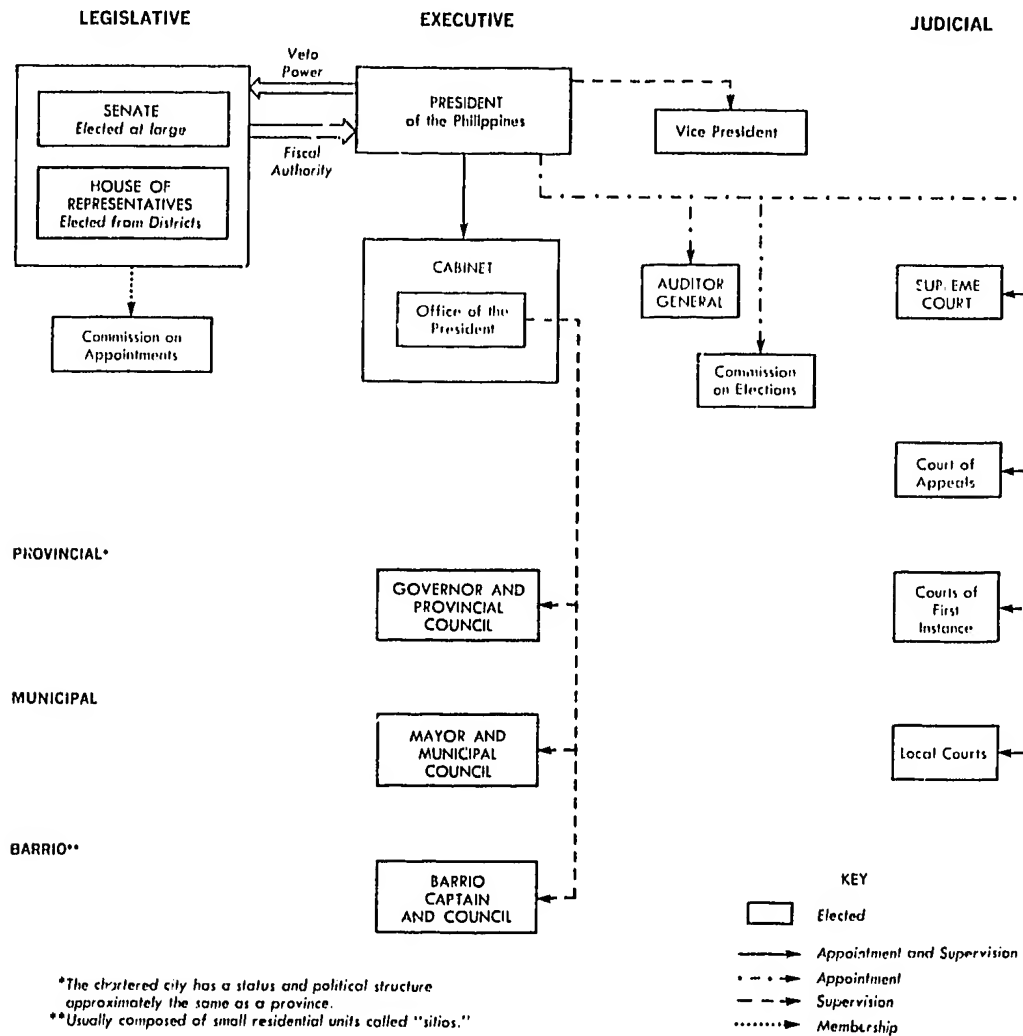 LEGISLATIVE
EXECUTIVE
JUDICIAL
Veto
Power
SENATE
Elected at large
HOUSE OF
REPRESENTATIVES
Elected from Districts
Fiscal
Authority
PRESIDENT
of the Philippines
Vice President
CABINET
Office of the
President
AUDITOR
GENERAL
SUPREME
COURT
Commission on
Appointments
Commission
on Elections
Court of
Appeals
PROVINCIAL*
GOVERNOR AND
PROVINCIAL
COUNCIL
Courts of
First
Instance
MUNICIPAL
MAYOR AND
MUNICIPAL
COUNCIL
Local Courts
BARRIO**
BARRIO
CAPTAIN
AND COUNCIL
KEY
Elected
Appointment and Supervision
Appointment
Supervision
Membership
*The chartered city has a status and political structure
approximately the same as a province.
**Usually composed of small residential units called "sitios."